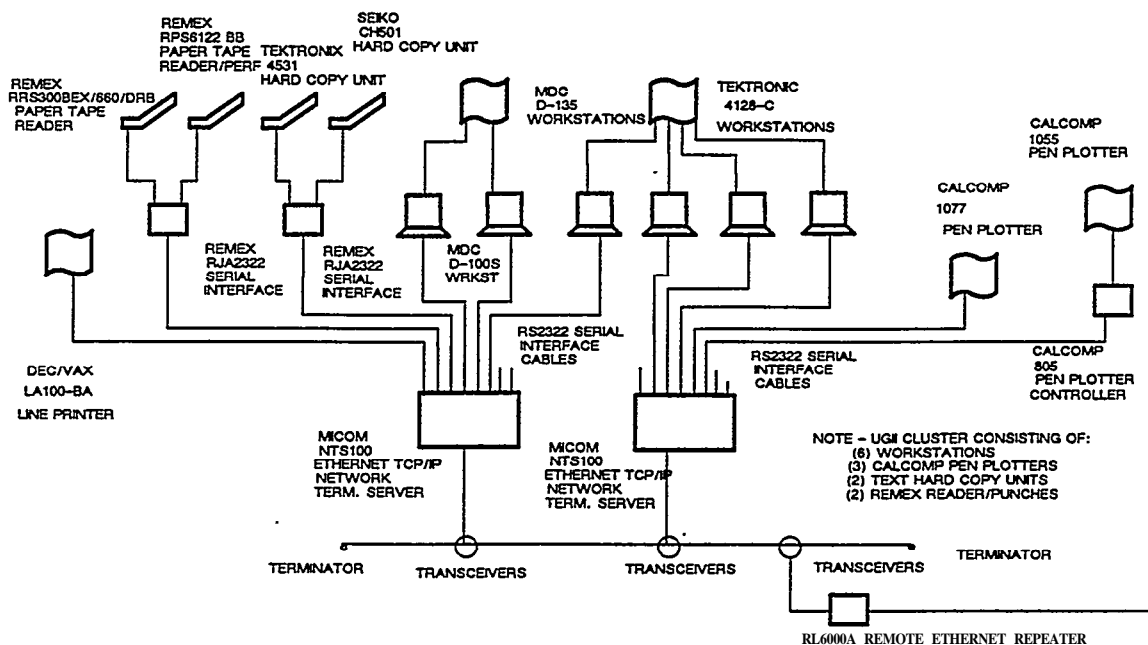 REMEX
RPS6122 BB
PAPER TAPE
READER/PERF
TEKTRONIX
4531
HARD COPY UNIT
SEIKO
CH501
HARD COPY UNIT
REMEX
RRS300BEX/660/DRB
PAPER TAPE
READER
MDC
D-135
WORKSTATIONS
TEKTRONIC
4128-C
WORKSTATIONS
CALCOMP
1055
PEN PLOTTER
CALCOMP
1077
PEN PLOTTER
REMEX
RJA2322
SERIAL
INTERFACE
REMEX
RJA2322
SERIAL
INTERFACE
MDC
D-100S
WRKST
RS2322 SERIAL
INTERFACE
CABLES
RS2322 SERIAL
INTERFACE
CABLES
CALCOMP
805
PEN PLOTTER
CONTROLLER
DEC/VAX
LA100-BA
LINE PRINTER
MICOM
NTS100
ETHERNET TCP/IP
NETWORK
TERM. SERVER
MICOM
NTS100
ETHERNET TCP/IP
NETWORK
TERM. SERVER
NOTE - UGII CLUSTER CONSISTING OF:
(6) WORKSTATIONS
(3) CALCOMP PEN PLOTTERS
(2) TEXT HARD COPY UNITS
(2) REMEX READER/PUNCHES
TERMINATOR
TRANSCEIVERS
TRANSCEIVERS
TRANSCEIVERS
TERMINATOR
RL6000A REMOTE ETHERNET REPEATER